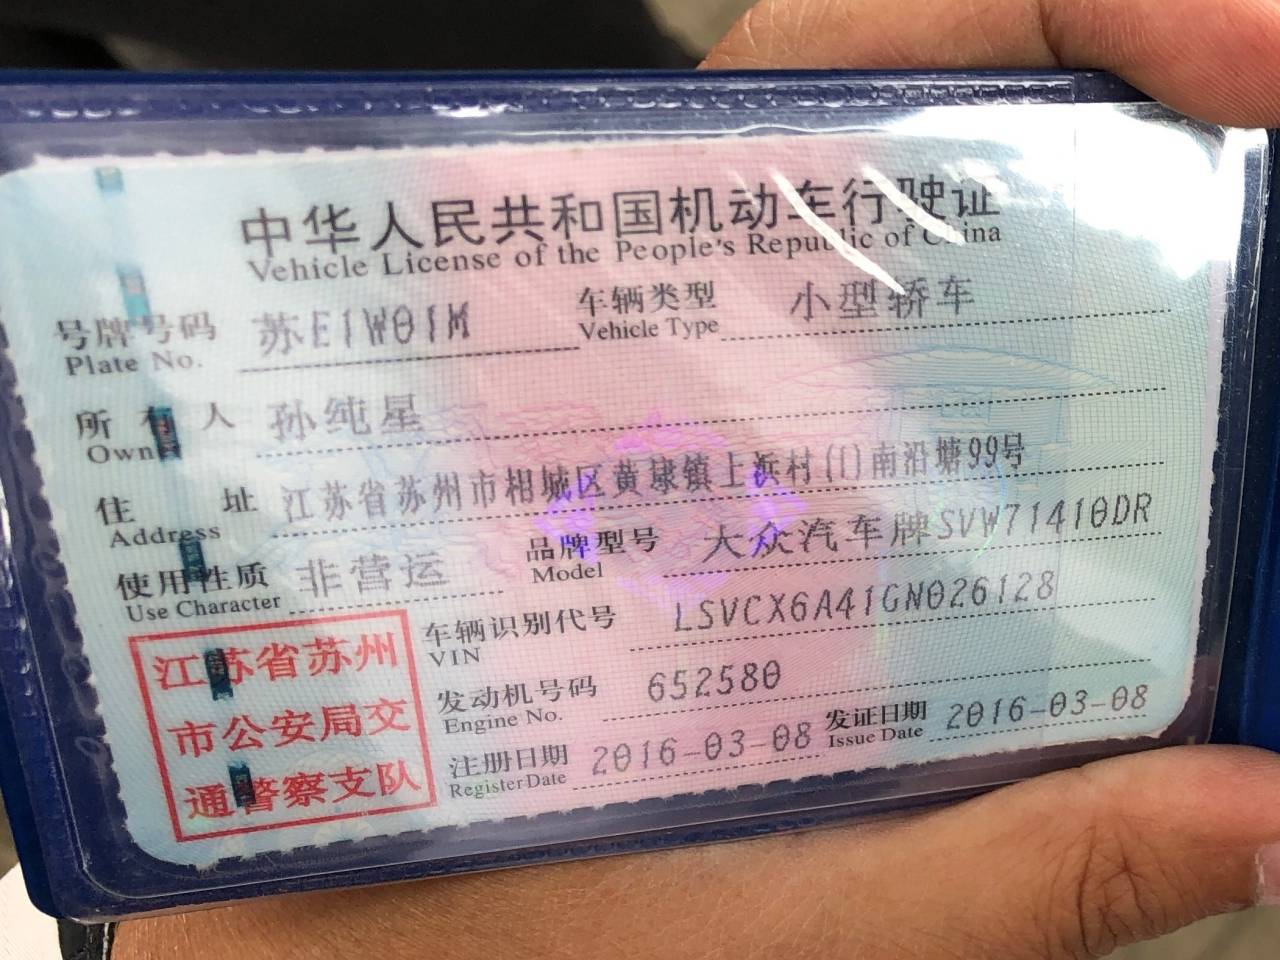 中华人民共和国机动车行驶证
Vehicle License of the People's Republic of China
号牌号码 苏E1W01M 车辆类型 小型轿车
Plate No. Vehicle Type
所有人 孙纯星
Owner
住址 江苏省苏州市相城区黄埭镇上浜村(1)南沿塘99号
Address
使用性质 非营运 品牌型号 大众汽车牌SVW71410DR
Use Character Model
车辆识别代号 LSVCX6A41GN026128
VIN
发动机号码 652580
Engine No.
注册日期 2016-03-08 发证日期 2016-03-08
Register Date Issue Date
江苏省苏州
市公安局交
通警察支队